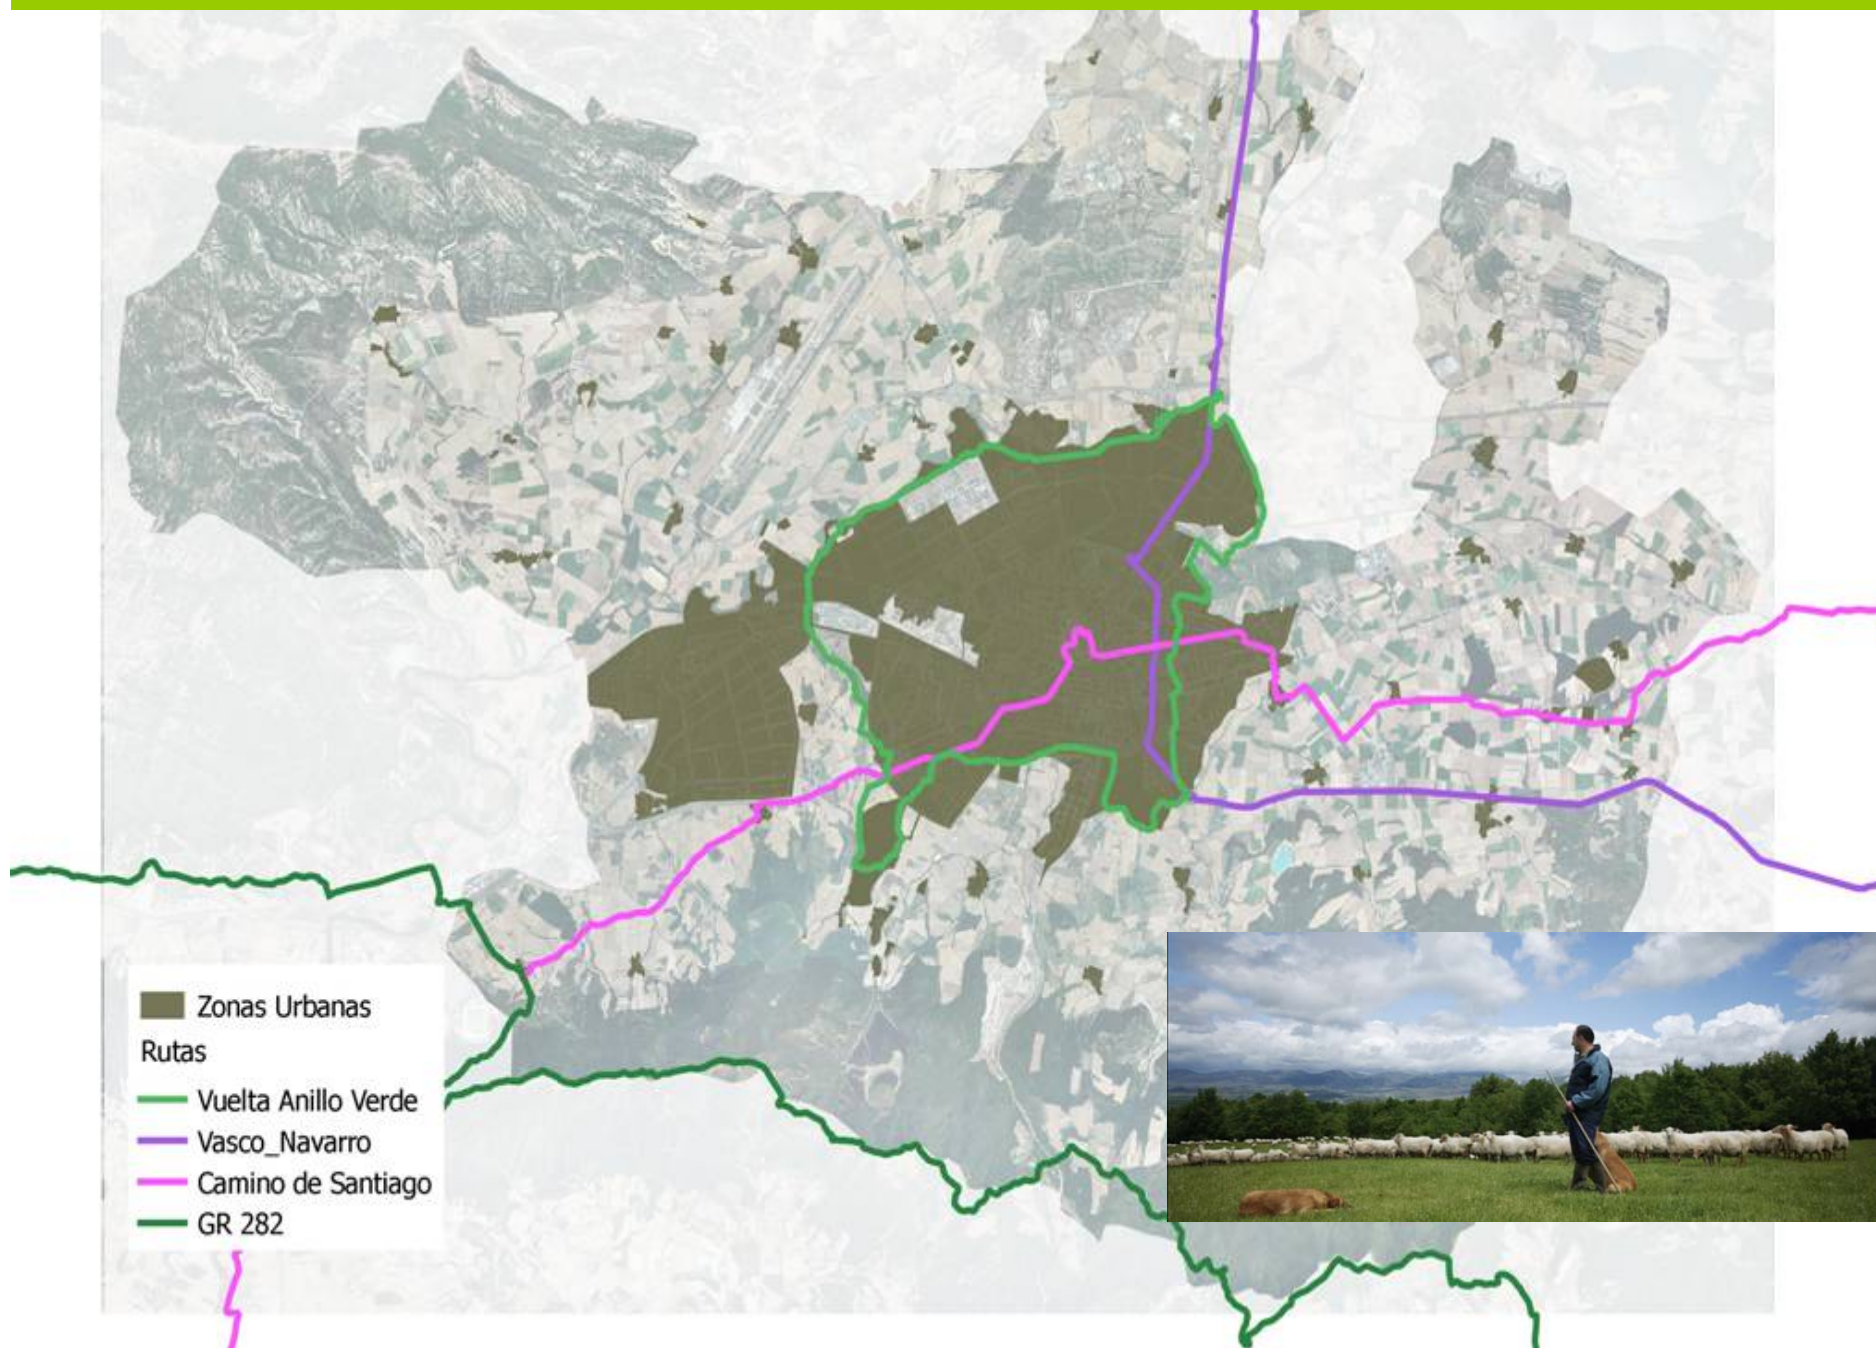 Zonas Urbanas
Rutas
Vuelta Anillo Verde
Vasco_Navarro
Camino de Santiago
GR 282